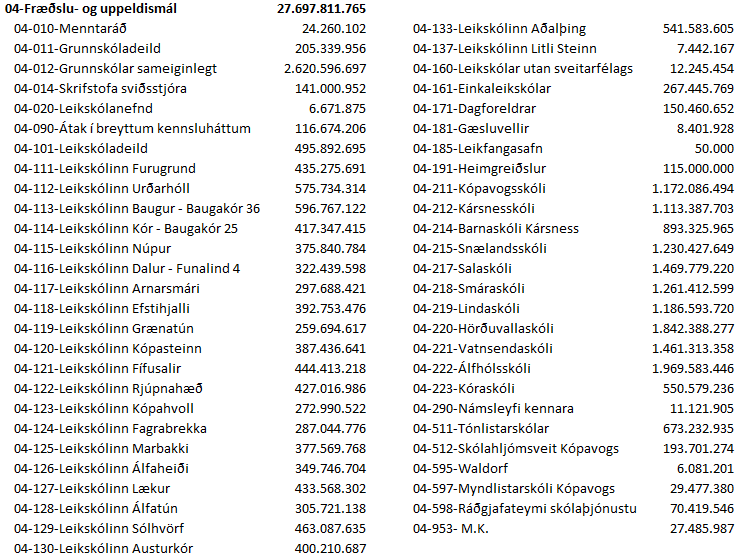 04-Fræðslu- og uppeldismál 27.697.811.765
04-010-Menntaráð 24.260.102
04-011-Grunnskóladeild 205.339.956
04-012-Grunnskólar sameiginlegt 2.620.596.697
04-014-Skrifstofa sviðsstjóra 141.000.952
04-020-Leikskólanefnd 6.671.875
04-090-Átak í breyttum kennsluháttum 116.674.206
04-101-Leikskóladeild 495.892.695
04-111-Leikskólinn Furugrund 435.275.691
04-112-Leikskólinn Urðarhóll 575.734.314
04-113-Leikskólinn Baugur - Baugakór 36 596.767.122
04-114-Leikskólinn Kór - Baugakór 25 417.347.415
04-115-Leikskólinn Núpur 375.840.784
04-116-Leikskólinn Dalur - Funalind 4 322.439.598
04-117-Leikskólinn Arnarsmári 297.688.421
04-118-Leikskólinn Efstihjalli 392.753.476
04-119-Leikskólinn Grænatún 259.694.617
04-120-Leikskólinn Kópasteinn 387.436.641
04-121-Leikskólinn Fífusalir 444.413.218
04-122-Leikskólinn Rjúpnahæð 427.016.986
04-123-Leikskólinn Kópahvoll 272.990.522
04-124-Leikskólinn Fagrabrekka 287.044.776
04-125-Leikskólinn Marbakki 377.569.768
04-126-Leikskólinn Álfaheiði 349.746.704
04-127-Leikskólinn Lækur 433.568.302
04-128-Leikskólinn Álfatún 305.721.138
04-129-Leikskólinn Sólhvörf 463.087.635
04-130-Leikskólinn Austurkór 400.210.687
04-133-Leikskólinn Aðalþing 541.583.605
04-137-Leikskólinn Litli Steinn 7.442.167
04-160-Leikskólar utan sveitarfélags 12.245.454
04-161-Einkaleikskólar 267.445.769
04-171-Dagforeldrar 150.460.652
04-181-Gæsluvellir 8.401.928
04-185-Leikfangasafn 50.000
04-191-Heimgreiðslur 115.000.000
04-211-Kópavogsskóli 1.172.086.494
04-212-Kársnesskóli 1.113.387.703
04-214-Barnaskóli Kársness 893.325.965
04-215-Snælandsskóli 1.230.427.649
04-217-Salaskóli 1.469.779.220
04-218-Smáraskóli 1.261.412.599
04-219-Lindaskóli 1.186.593.720
04-220-Hörðuvallaskóli 1.842.388.277
04-221-Vatnsendaskóli 1.461.313.358
04-222-Álfhólsskóli 1.969.583.446
04-223-Kóraskóli 550.579.236
04-290-Námsleyfi kennara 11.121.905
04-511-Tónlistarskólar 673.232.935
04-512-Skólahljómsveit Kópavogs 193.701.274
04-595-Waldorf 6.081.201
04-597-Myndlistarskóli Kópavogs 29.477.380
04-598-Ráðgjafateymi skólaþjónustu 70.419.546
04-953- M.K. 27.485.987